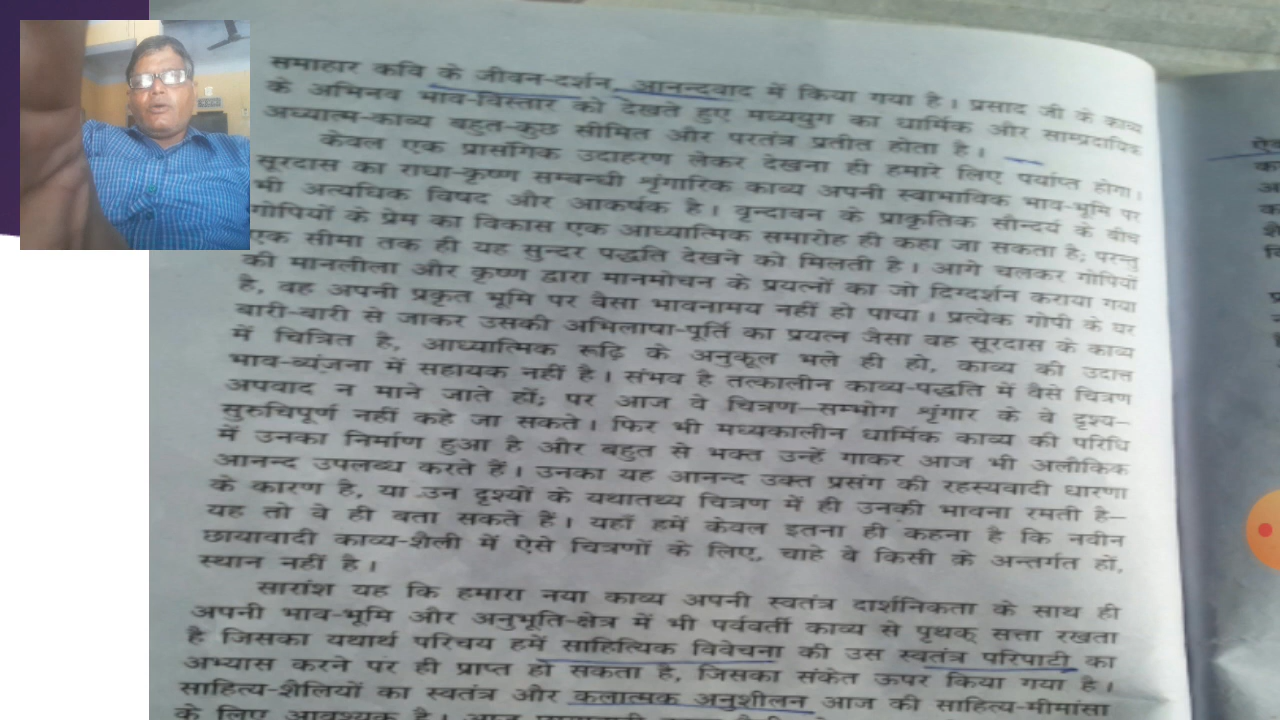 समाहार कवि के जीवन-दर्शन, आनन्दवाद में किया गया है। प्रसाद जी के काव्य
के अभिनव भाव-विस्तार को देखते हुए मध्ययुग का धार्मिक और साम्प्रदायिक
अध्यात्म-काव्य बहुत-कुछ सीमित और परतंत्र प्रतीत होता है।
केवल एक प्रासंगिक उदाहरण लेकर देखना ही हमारे लिए पर्याप्त होगा।
सूरदास का राधा-कृष्ण सम्बन्धी शृंगारिक काव्य अपनी स्वाभाविक भाव-भूमि पर
भी अत्यधिक विषद और आकर्षक है। वृन्दावन के प्राकृतिक सौन्दर्य के बीच
गोपियों के प्रेम का विकास एक आध्यात्मिक समारोह ही कहा जा सकता है; परन्तु
एक सीमा तक ही यह सुन्दर पद्धति देखने को मिलती है। आगे चलकर गोपियों
की मानलीला और कृष्ण द्वारा मानमोचन के प्रयत्नों का जो दिग्दर्शन कराया गया
है, वह अपनी प्रकृत भूमि पर वैसा भावनामय नहीं हो पाया। प्रत्येक गोपी के घर
बारी-बारी से जाकर उसकी अभिलाषा-पूर्ति का प्रयत्न जैसा वह सूरदास के काव्य
में चित्रित है, आध्यात्मिक रूढ़ि के अनुकूल भले ही हो, काव्य की उदात्त
भाव-व्यंजना में सहायक नहीं है। संभव है तत्कालीन काव्य-पद्धति में वैसे चित्रण
अपवाद न माने जाते हों; पर आज वे चित्रण—सम्भोग शृंगार के वे दृश्य—
सुरुचिपूर्ण नहीं कहे जा सकते। फिर भी मध्यकालीन धार्मिक काव्य की परिधि
में उनका निर्माण हुआ है और बहुत से भक्त उन्हें गाकर आज भी अलौकिक
आनन्द उपलब्ध करते हैं। उनका यह आनन्द उक्त प्रसंग की रहस्यवादी धारणा
के कारण है, या उन दृश्यों के यथातथ्य चित्रण में ही उनकी भावना रमती है—
यह तो वे ही बता सकते हैं। यहाँ हमें केवल इतना ही कहना है कि नवीन
छायावादी काव्य-शैली में ऐसे चित्रणों के लिए, चाहे वे किसी के अन्तर्गत हों,
स्थान नहीं है।
सारांश यह कि हमारा नया काव्य अपनी स्वतंत्र दार्शनिकता के साथ ही
अपनी भाव-भूमि और अनुभूति-क्षेत्र में भी पर्ववर्ती काव्य से पृथक् सत्ता रखता
है जिसका यथार्थ परिचय हमें साहित्यिक विवेचना की उस स्वतंत्र परिपाटी का
अभ्यास करने पर ही प्राप्त हो सकता है, जिसका संकेत ऊपर किया गया है।
साहित्य-शैलियों का स्वतंत्र और कलात्मक अनुशीलन आज की साहित्य-मीमांसा
के लिए आवश्यक है। आज